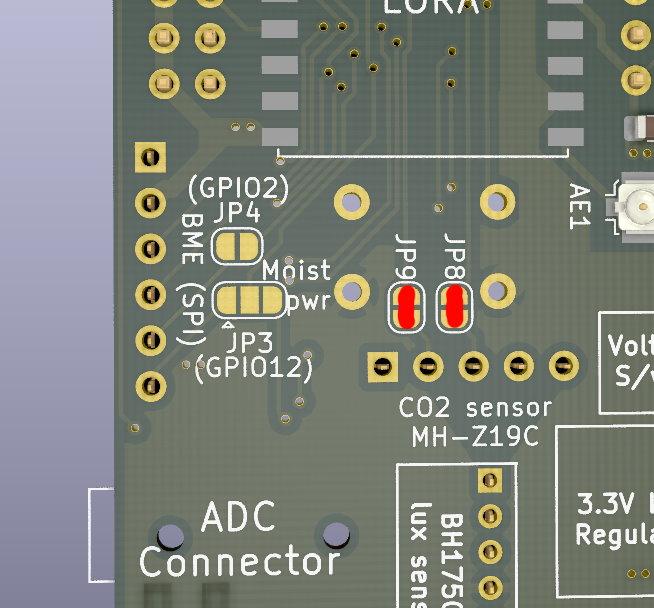 LORA
(GPIO2)
JP4
BME
(SPI)
Moist
pwr
JP3
(GPIO12)
JP9
JP8
AE1
CO2 sensor
MH-Z19C
Volt
S/v
ADC
Connector
BH1750
lux sens
3.3V
Regula